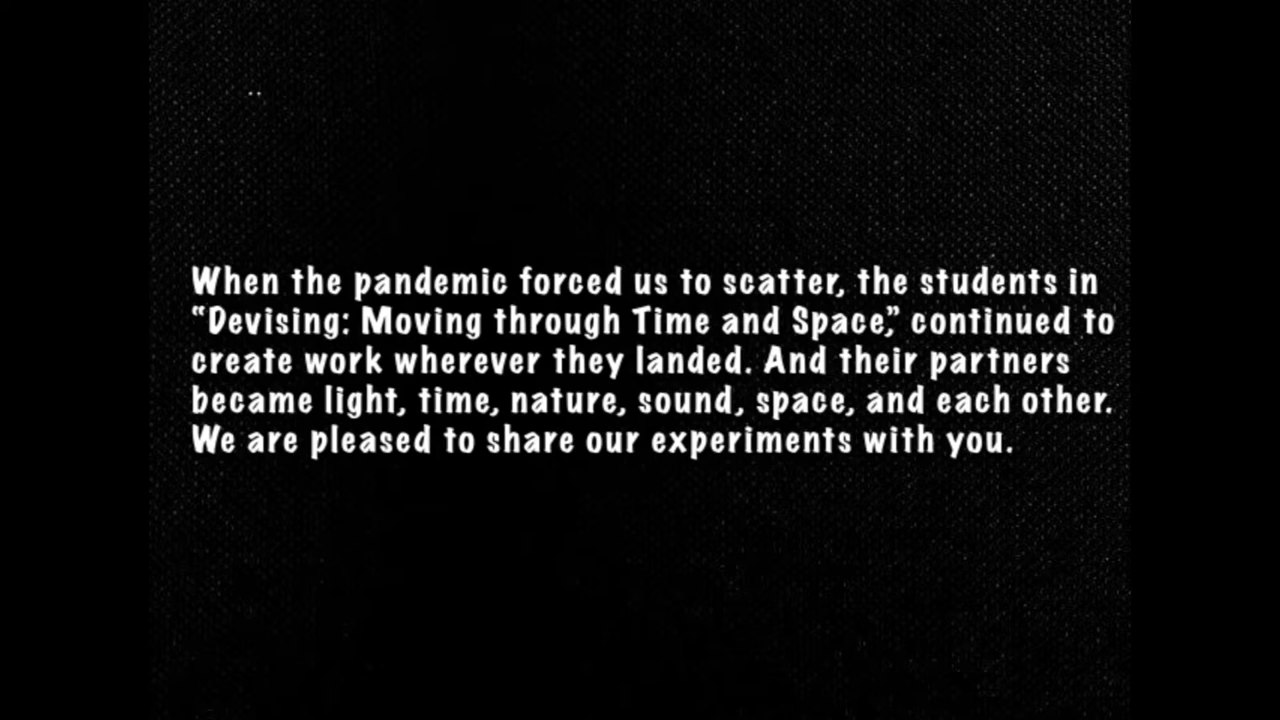 When the pandemic forced us to scatter, the students in
“Devising: Moving through Time and Space,” continued to
create work wherever they landed. And their partners
became light, time, nature, sound, space, and each other.
We are pleased to share our experiments with you.